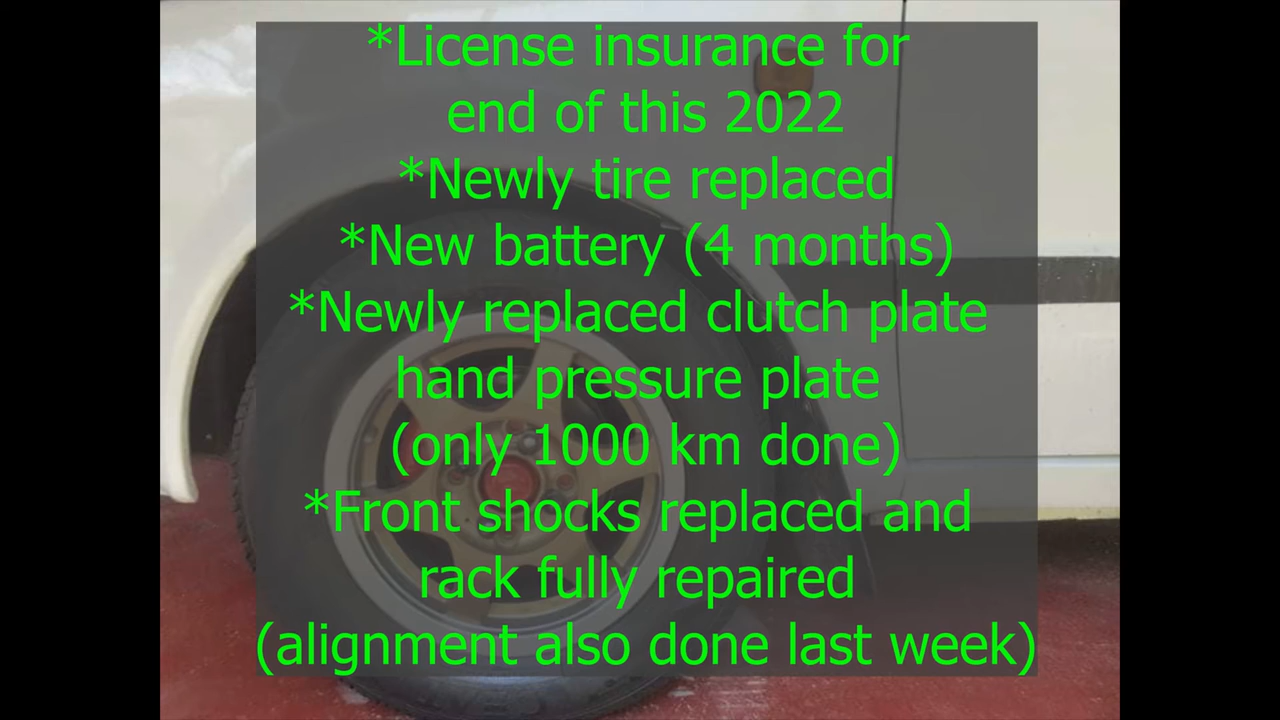 *License insurance for
end of this 2022
*Newly tire replaced
*New battery (4 months)
*Newly replaced clutch plate
hand pressure plate
(only 1000 km done)
*Front shocks replaced and
rack fully repaired
(alignment also done last week)